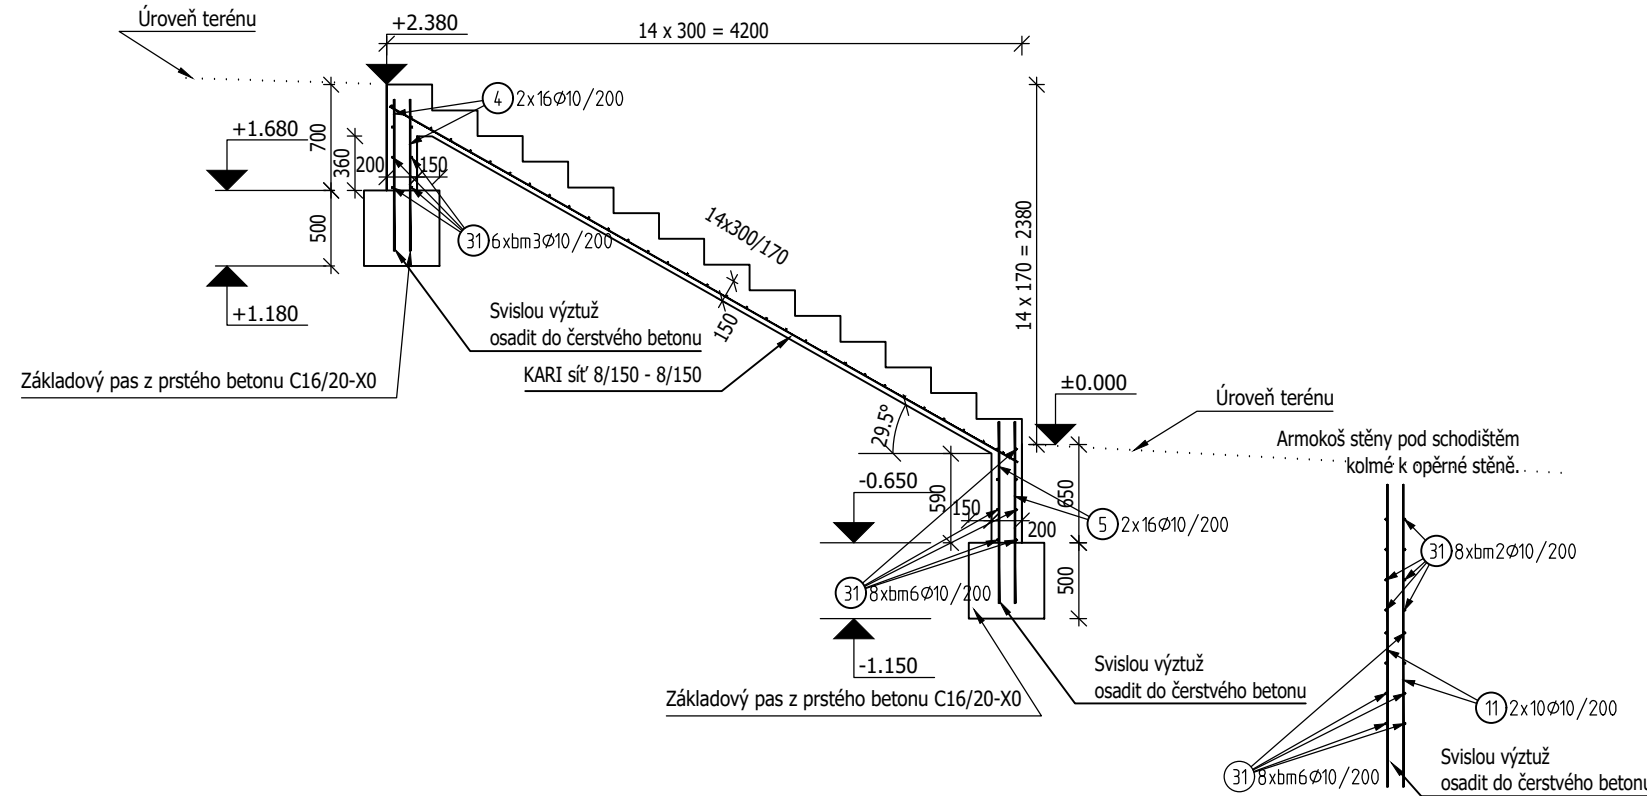 Úroveň terénu
+2.380
14 x 300 = 4200
4 2x16Ø10/200
+1.680
700
360
200
150
500
31 6xbm3Ø10/200
14x300/170
14 x 170 = 2380
+1.180
Svislou výztuž
osadit do čerstvého betonu
150
KARI síť 8/150 - 8/150
Základový pas z prstého betonu C16/20-X0
±0.000
Úroveň terénu
29.5°
Armokoš stěny pod schodištěm
kolmé k opěrné stěně.
-0.650
590
650
150
200
5 2x16Ø10/200
31 8xbm2Ø10/200
31 8xbm6Ø10/200
500
-1.150
Svislou výztuž
osadit do čerstvého betonu
Základový pas z prstého betonu C16/20-X0
11 2x10Ø10/200
31 8xbm6Ø10/200
Svislou výztuž
osadit do čerstvého betonu